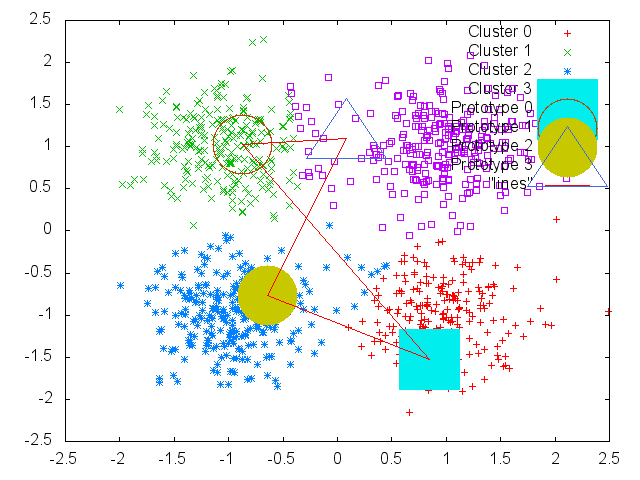 2.5
2
1.5
1
0.5
0
-0.5
-1
-1.5
-2
-2.5
-2.5 -2 -1.5 -1 -0.5 0 0.5 1 1.5 2 2.5
Cluster 0
Cluster 1
Cluster 2
Cluster 3
Prototype 0
Prototype 1
Prototype 2
Prototype 3
"lines"